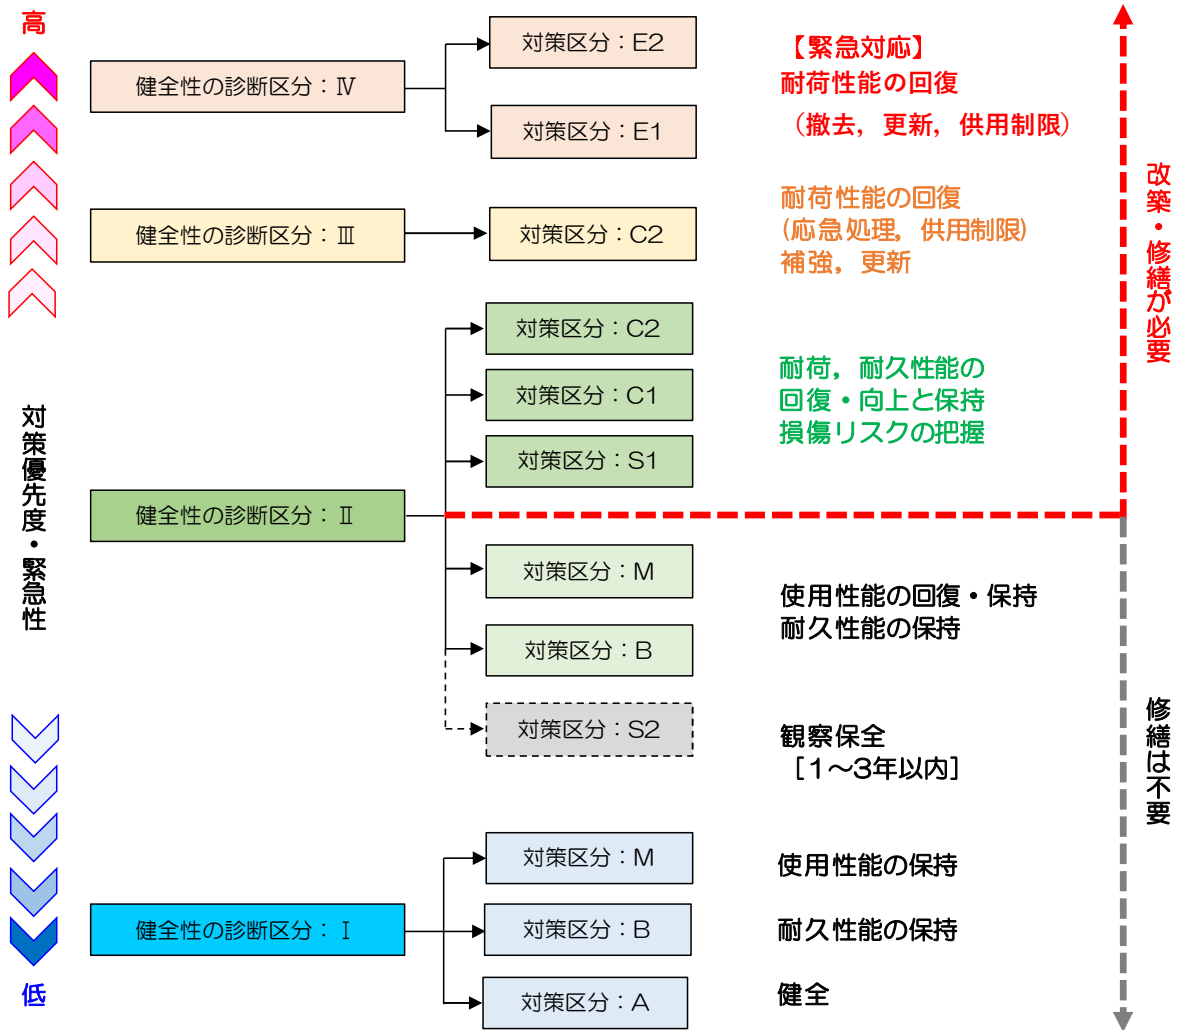 高
対策優先度・緊急性
低
健全性の診断区分：Ⅳ
対策区分：E2
対策区分：E1
【緊急対応】
耐荷性能の回復
（撤去，更新，供用制限）
健全性の診断区分：Ⅲ
対策区分：C2
耐荷性能の回復
(応急処理，供用制限)
補強，更新
健全性の診断区分：Ⅱ
対策区分：C2
対策区分：C1
対策区分：S1
耐荷，耐久性能の
回復・向上と保持
損傷リスクの把握
対策区分：M
対策区分：B
使用性能の回復・保持
耐久性能の保持
対策区分：S2
観察保全
［1～3年以内］
健全性の診断区分：Ⅰ
対策区分：M
使用性能の保持
対策区分：B
耐久性能の保持
対策区分：A
健全
改築・修繕が必要
修繕は不要